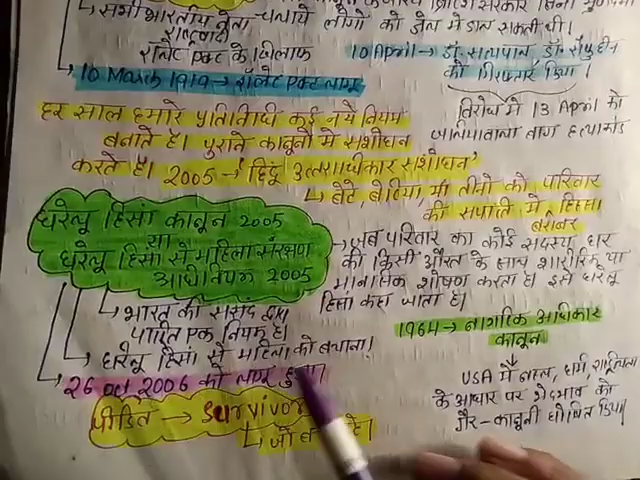 सभी भारतीय नेता, चलाये लोगों को जेल में डाल सकती थी।
रॉलेट एक्ट के खिलाफ
10 April → डॉ. सत्यपाल, डॉ. सैफुद्दीन
को गिरफ्तार किया।
10 March 1919 → रॉलेट एक्ट लागू
विरोध में 13 April को
जलियांवाला बाग हत्याकांड
हर साल हमारे प्रतिनिधि कई नये नियम
बनाते है। पुराने कानूनों में संशोधन
करते है। 2005 → 'हिंदू उत्तराधिकार संशोधन'
बेटे, बेटिया, माँ तीनो को परिवार
की संपत्ति में हिस्सा
बराबर
घरेलू हिंसा कानून 2005
या
घरेलू हिंसा से महिला संरक्षण
अधिनियम 2005
जब परिवार का कोई सदस्य, घर
की किसी औरत के साथ शारीरिक या
मानसिक शोषण करता है। इसे घरेलू
हिंसा कहा जाता है।
भारत की संसद द्वारा
पारित एक नियम है।
घरेलू हिंसा से महिला को बचाना!
26 oct 2006 को लागू हुआ।
पीडित → Survivor
1964 → नागरिक अधिकार
कानून
USA में नस्ल, धर्म, राष्ट्रीयता
के आधार पर भेदभाव को
गैर-कानूनी घोषित किया।